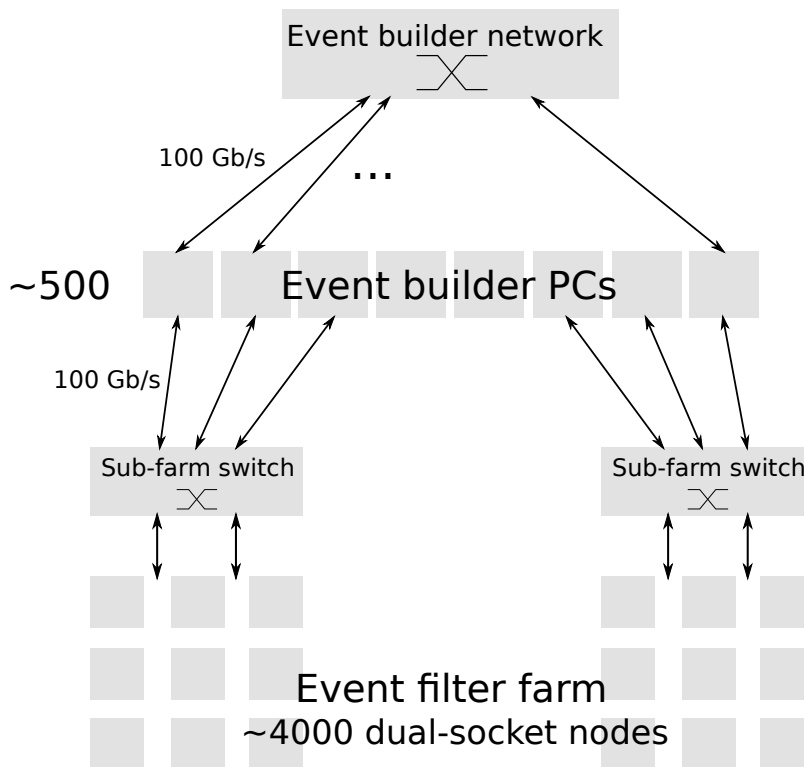 Event builder network
100 Gb/s
...
~500
Event builder PCs
100 Gb/s
Sub-farm switch
Sub-farm switch
Event filter farm
~4000 dual-socket nodes